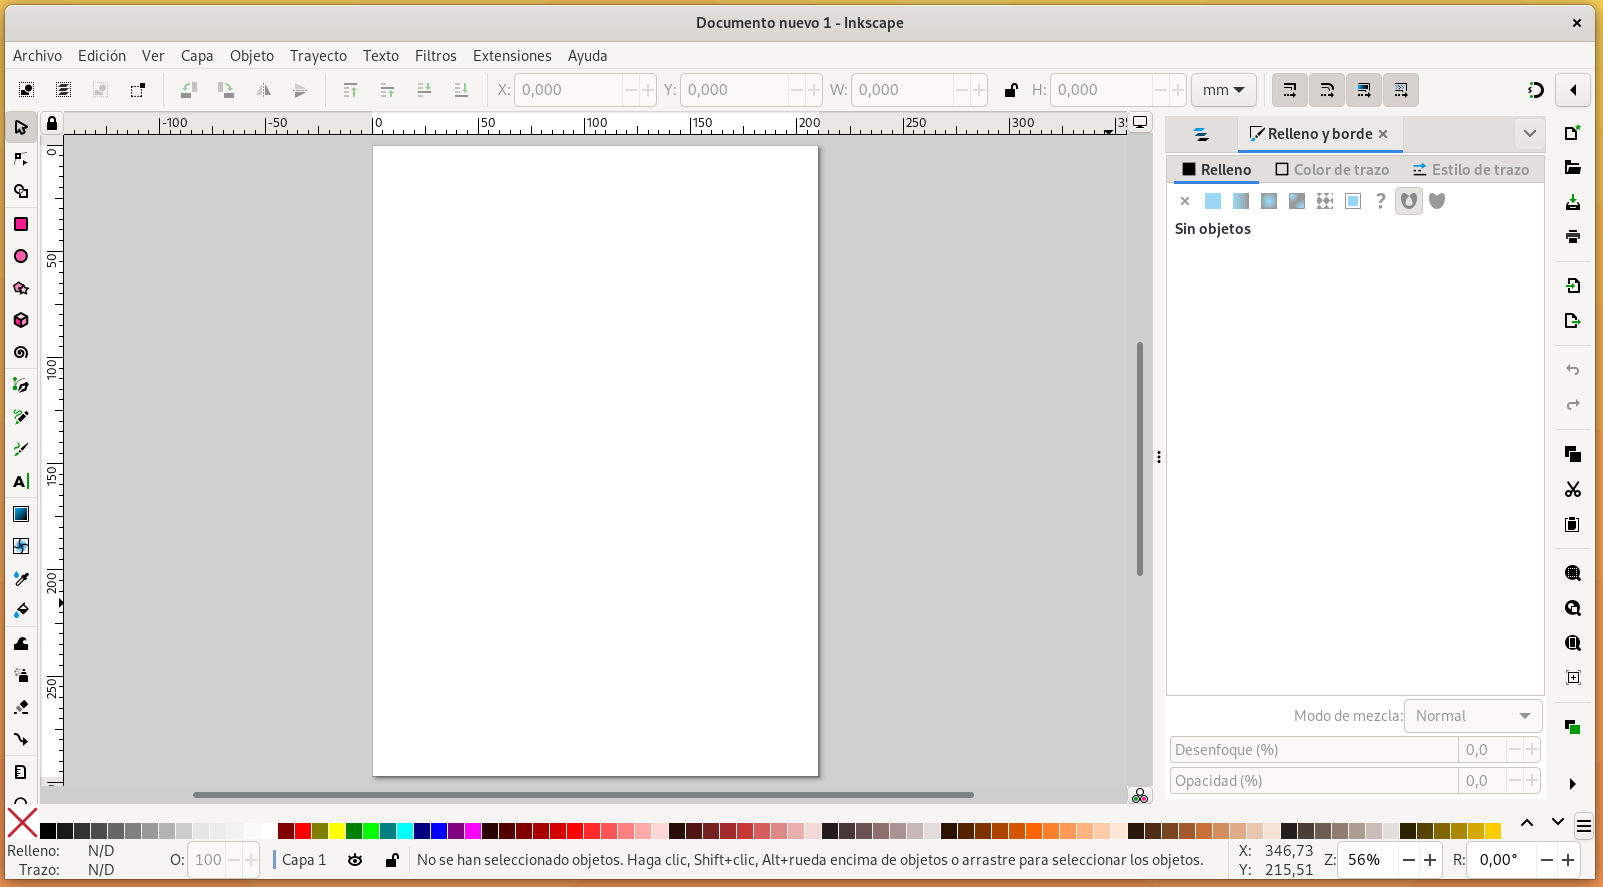 Documento nuevo 1 - Inkscape
Archivo Edición Ver Capa Objeto Trayecto Texto Filtros Extensiones Ayuda
X: 0,000 Y: 0,000 W: 0,000 H: 0,000 mm
-100 -50 0 50 100 150 200 250 300
0
50
100
150
200
250
Relleno y borde
Relleno Color de trazo Estilo de trazo
Sin objetos
Modo de mezcla: Normal
Desenfoque (%) 0,0
Opacidad (%) 0,0
Relleno: N/D
Trazo: N/D
O: 100
Capa 1
No se han seleccionado objetos. Haga clic, Shift+clic, Alt+rueda encima de objetos o arrastre para seleccionar los objetos.
X: 346,73
Y: 215,51
Z: 56%
R: 0,00°